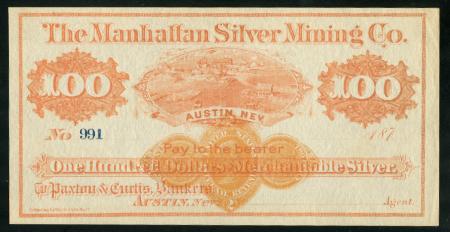 The Manhattan Silver Mining Co.
100 100
AUSTIN, NEV.
No 991 187
Pay to the bearer
One Hundred Dollars, Merchantable Silver.
To Paxton & Curtis, Bankers,
AUSTIN, Nev. Agent.